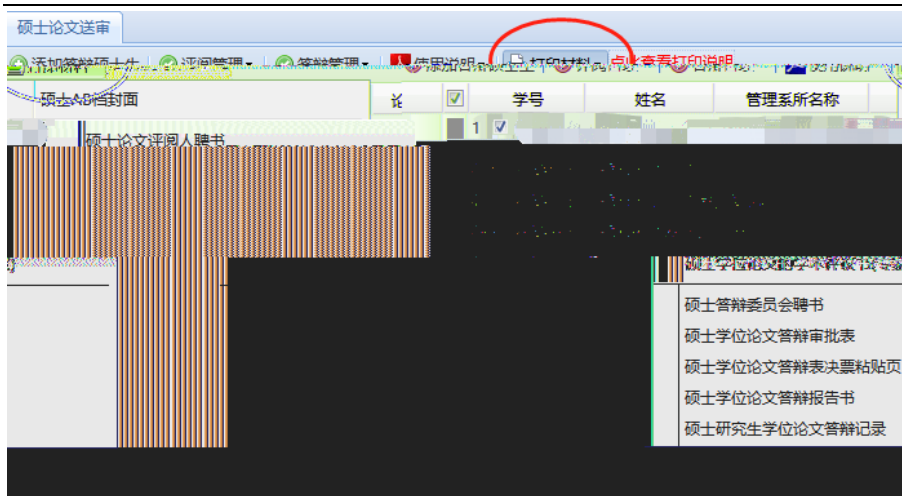 硕士论文送审
添加答辩硕士生 评阅管理 答辩管理 使用说明 打印材料 点此查看打印说明
硕士AB档封面 论 学号 姓名 管理系所名称
1
硕士论文评阅人聘书
硕士答辩委员会聘书
硕士学位论文答辩审批表
硕士学位论文答辩表决票粘贴页
硕士学位论文答辩报告书
硕士研究生学位论文答辩记录